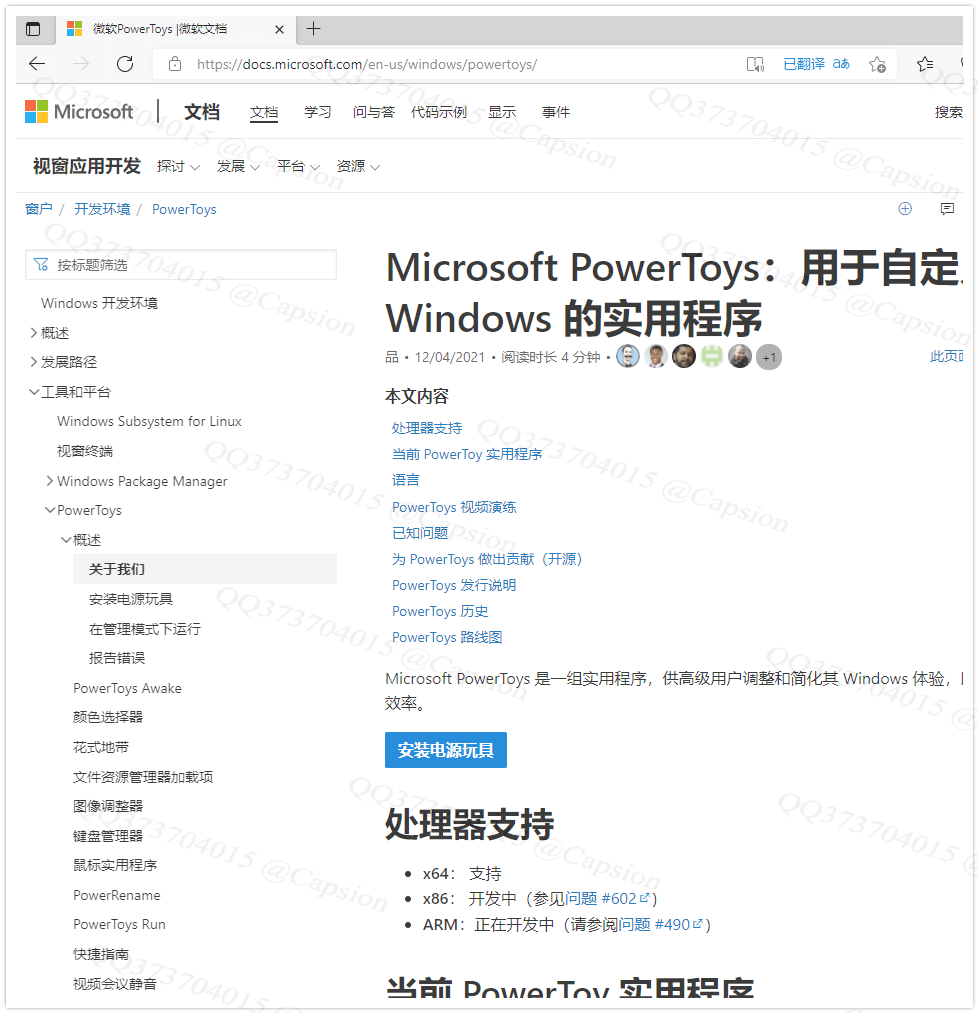 微软PowerToys |微软文档
https://docs.microsoft.com/en-us/windows/powertoys/
已翻译
Microsoft
文档
文档 学习 问与答 代码示例 显示 事件
搜索
视窗应用开发
探讨 发展 平台 资源
窗户 / 开发环境 / PowerToys
按标题筛选
Windows 开发环境
概述
发展路径
工具和平台
Windows Subsystem for Linux
视窗终端
Windows Package Manager
PowerToys
概述
关于我们
安装电源玩具
在管理模式下运行
报告错误
PowerToys Awake
颜色选择器
花式地带
文件资源管理器加载项
图像调整器
键盘管理器
鼠标实用程序
PowerRename
PowerToys Run
快捷指南
视频会议静音
Microsoft PowerToys：用于自定
Windows 的实用程序
品 • 12/04/2021 • 阅读时长 4 分钟 • +1
此页面
本文内容
处理器支持
当前 PowerToy 实用程序
语言
PowerToys 视频演练
已知问题
为 PowerToys 做出贡献（开源）
PowerToys 发行说明
PowerToys 历史
PowerToys 路线图
Microsoft PowerToys 是一组实用程序，供高级用户调整和简化其 Windows 体验，
效率。
安装电源玩具
处理器支持
• x64： 支持
• x86： 开发中（参见问题 #602）
• ARM：正在开发中（请参阅问题 #490）
当前 PowerToy 实用程序
QQ373704015 @Capsion